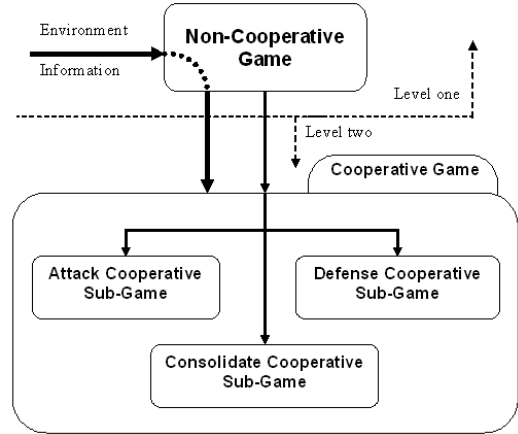 Environment
Information
Non-Cooperative
Game
Level one
Level two
Cooperative Game
Attack Cooperative
Sub-Game
Defense Cooperative
Sub-Game
Consolidate Cooperative
Sub-Game